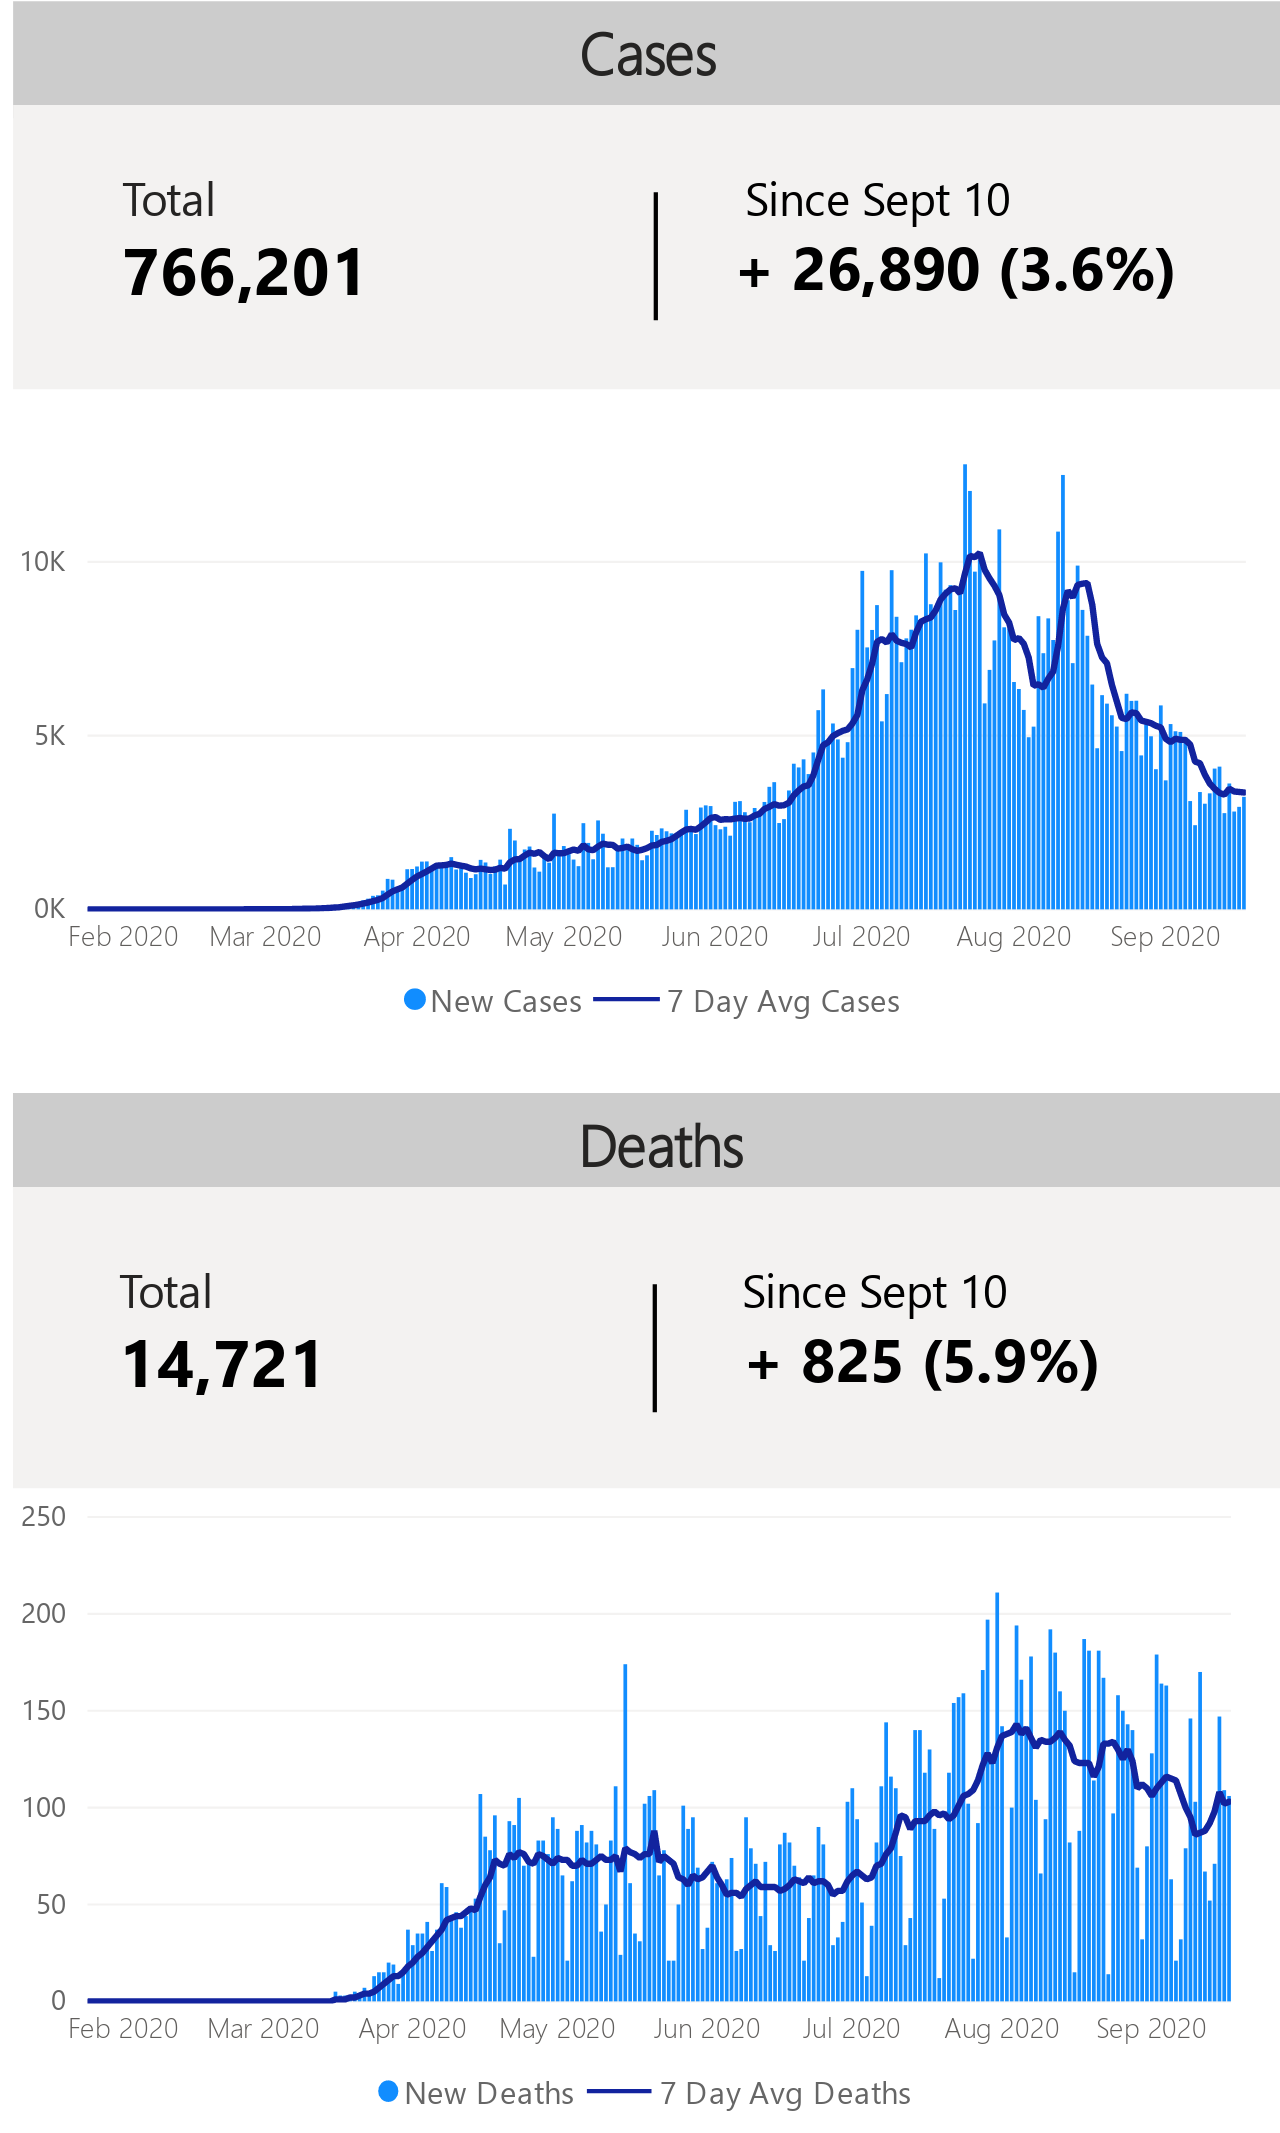 Cases
Total
Since Sept 10
766,201
+ 26,890 (3.6%)
10K
5K
0K
Feb 2020 Mar 2020 Apr 2020 May 2020 Jun 2020 Jul 2020 Aug 2020 Sep 2020
New Cases 7 Day Avg Cases
Deaths
Total
Since Sept 10
14,721
+ 825 (5.9%)
250
200
150
100
50
0
Feb 2020 Mar 2020 Apr 2020 May 2020 Jun 2020 Jul 2020 Aug 2020 Sep 2020
New Deaths 7 Day Avg Deaths